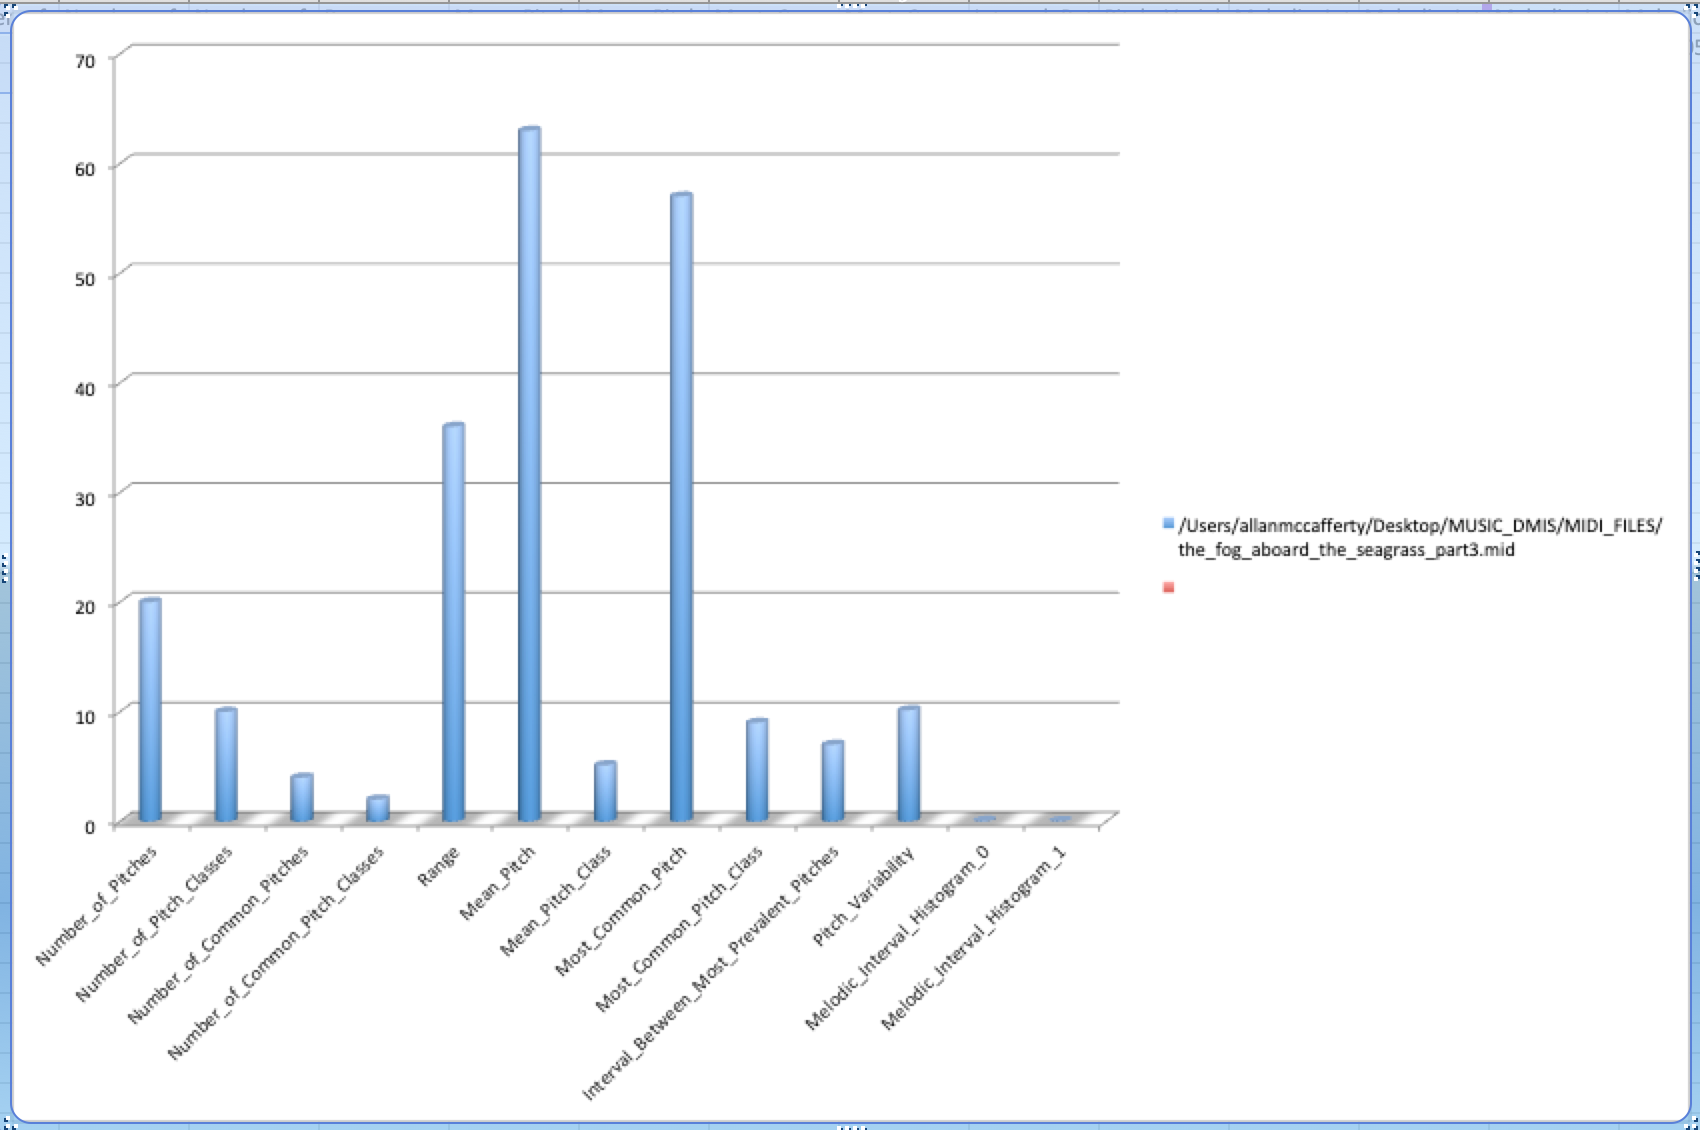 70
60
50
40
30
20
10
0
Number_of_Pitches
Number_of_Pitch_Classes
Number_of_Common_Pitches
Number_of_Common_Pitch_Classes
Range
Mean_Pitch
Mean_Pitch_Class
Most_Common_Pitch
Most_Common_Pitch_Class
Interval_Between_Most_Prevalent_Pitches
Pitch_Variability
Melodic_Interval_Histogram_0
Melodic_Interval_Histogram_1
/Users/allanmccafferty/Desktop/MUSIC_DMIS/MIDI_FILES/
the_fog_aboard_the_seagrass_part3.mid